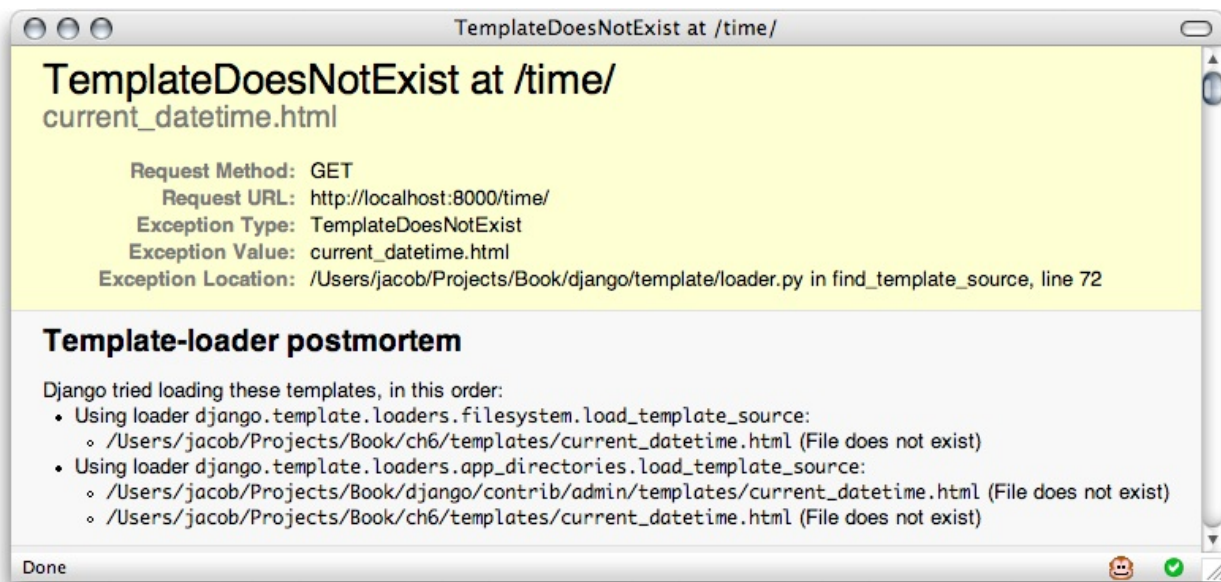 TemplateDoesNotExist at /time/
TemplateDoesNotExist at /time/
current_datetime.html
Request Method: GET
Request URL: http://localhost:8000/time/
Exception Type: TemplateDoesNotExist
Exception Value: current_datetime.html
Exception Location: /Users/jacob/Projects/Book/django/template/loader.py in find_template_source, line 72
Template-loader postmortem
Django tried loading these templates, in this order:
• Using loader django.template.loaders.filesystem.load_template_source:
◦ /Users/jacob/Projects/Book/ch6/templates/current_datetime.html (File does not exist)
• Using loader django.template.loaders.app_directories.load_template_source:
◦ /Users/jacob/Projects/Book/django/contrib/admin/templates/current_datetime.html (File does not exist)
◦ /Users/jacob/Projects/Book/ch6/templates/current_datetime.html (File does not exist)
Done